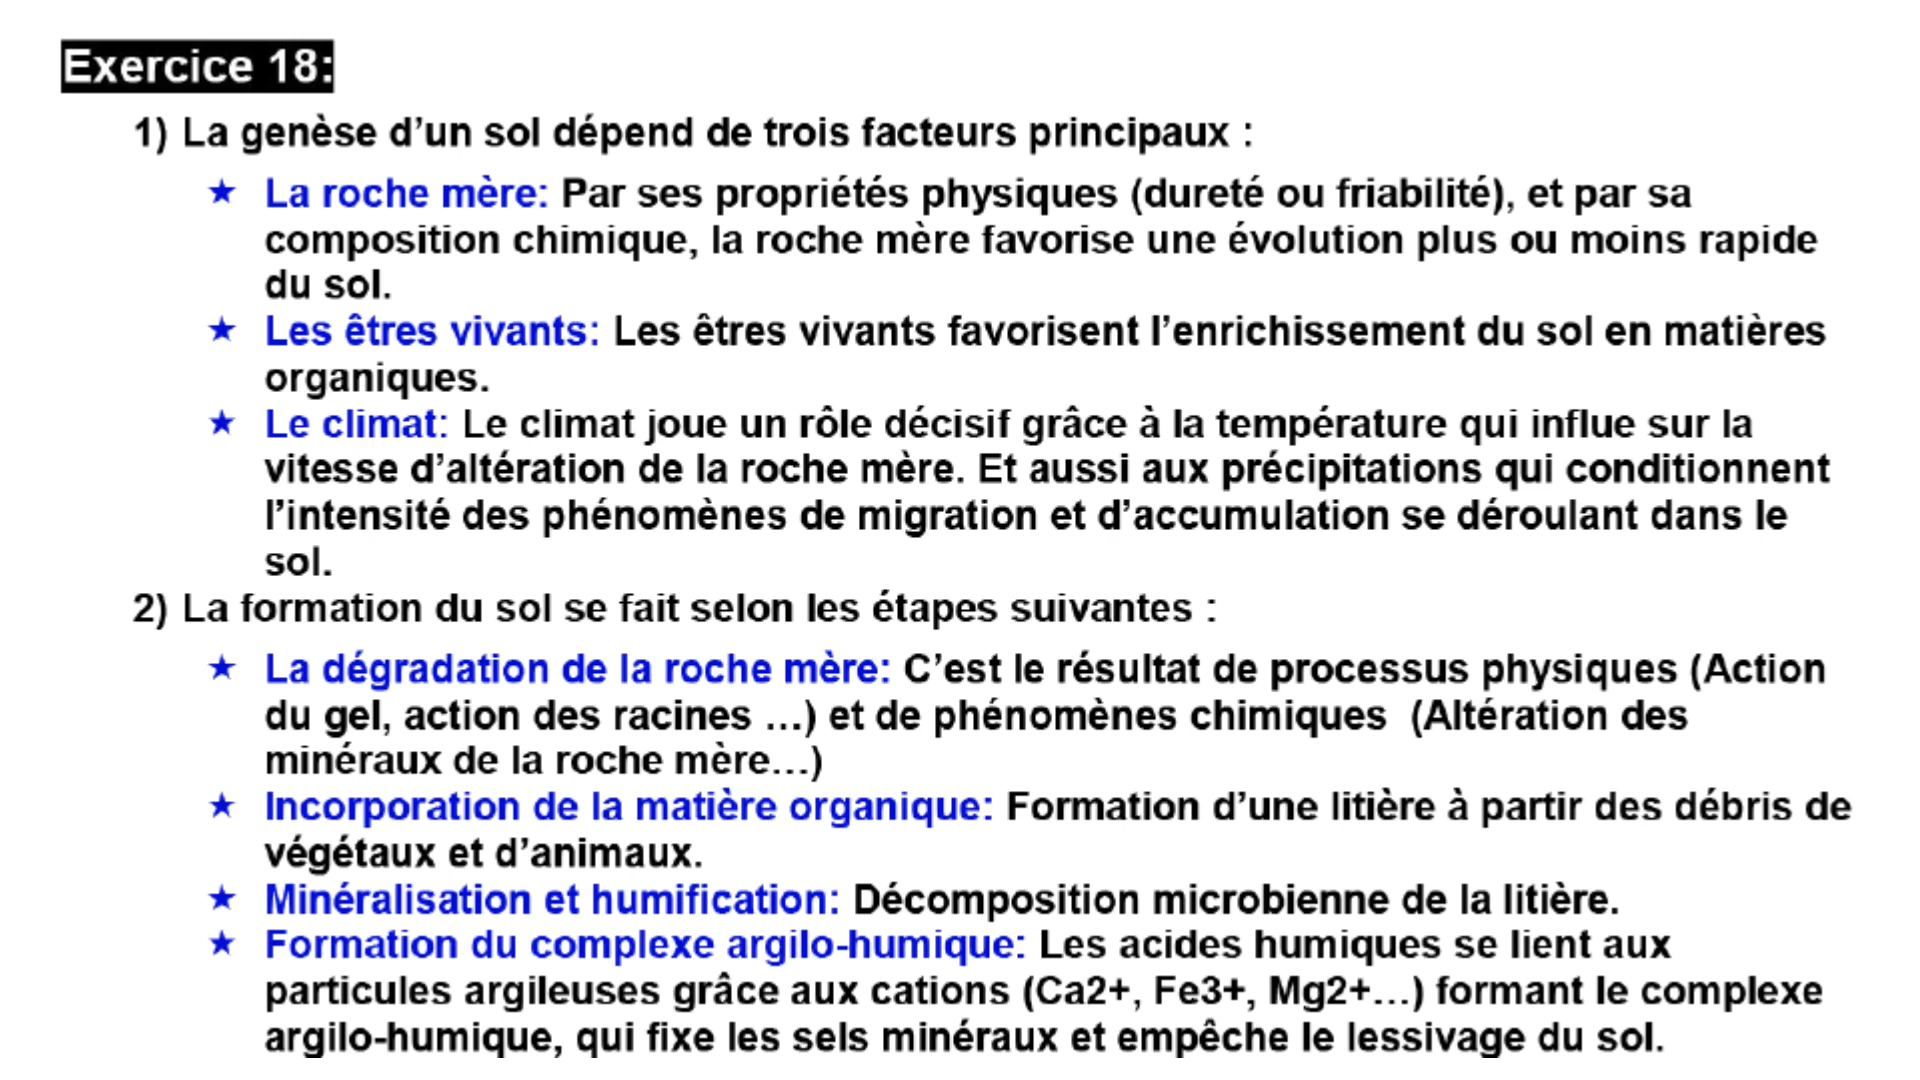 Exercice 18:
1) La genèse d’un sol dépend de trois facteurs principaux :
★ La roche mère: Par ses propriétés physiques (dureté ou friabilité), et par sa
composition chimique, la roche mère favorise une évolution plus ou moins rapide
du sol.
★ Les êtres vivants: Les êtres vivants favorisent l’enrichissement du sol en matières
organiques.
★ Le climat: Le climat joue un rôle décisif grâce à la température qui influe sur la
vitesse d’altération de la roche mère. Et aussi aux précipitations qui conditionnent
l’intensité des phénomènes de migration et d’accumulation se déroulant dans le
sol.
2) La formation du sol se fait selon les étapes suivantes :
★ La dégradation de la roche mère: C’est le résultat de processus physiques (Action
du gel, action des racines …) et de phénomènes chimiques (Altération des
minéraux de la roche mère…)
★ Incorporation de la matière organique: Formation d’une litière à partir des débris de
végétaux et d’animaux.
★ Minéralisation et humification: Décomposition microbienne de la litière.
★ Formation du complexe argilo-humique: Les acides humiques se lient aux
particules argileuses grâce aux cations (Ca2+, Fe3+, Mg2+…) formant le complexe
argilo-humique, qui fixe les sels minéraux et empêche le lessivage du sol.